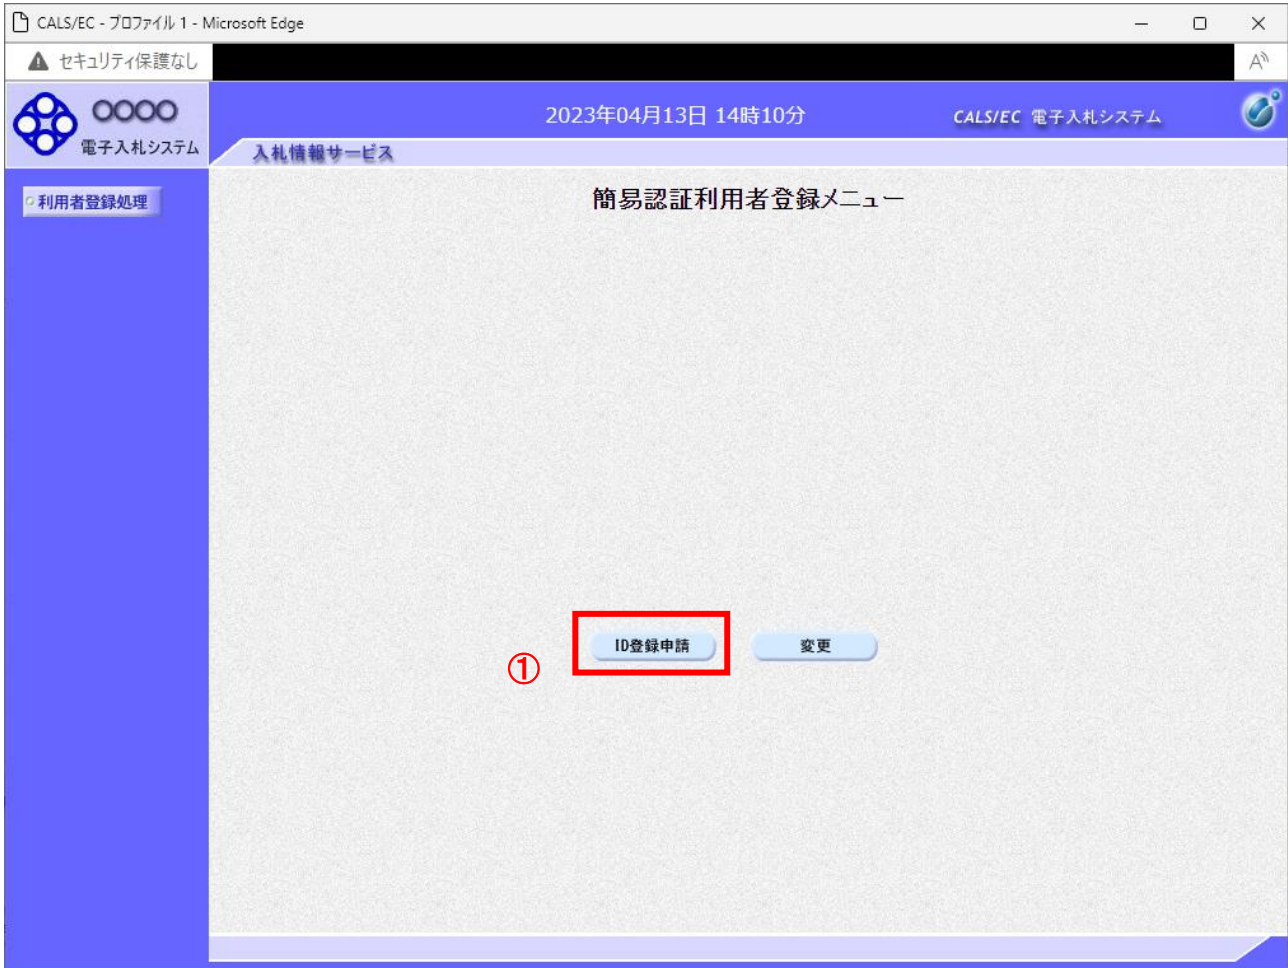 CALS/EC - プロファイル 1 - Microsoft Edge
セキュリティ保護なし
〇〇〇〇
電子入札システム
2023年04月13日 14時10分
CALS/EC 電子入札システム
入札情報サービス
利用者登録処理
簡易認証利用者登録メニュー
①
ID登録申請
変更